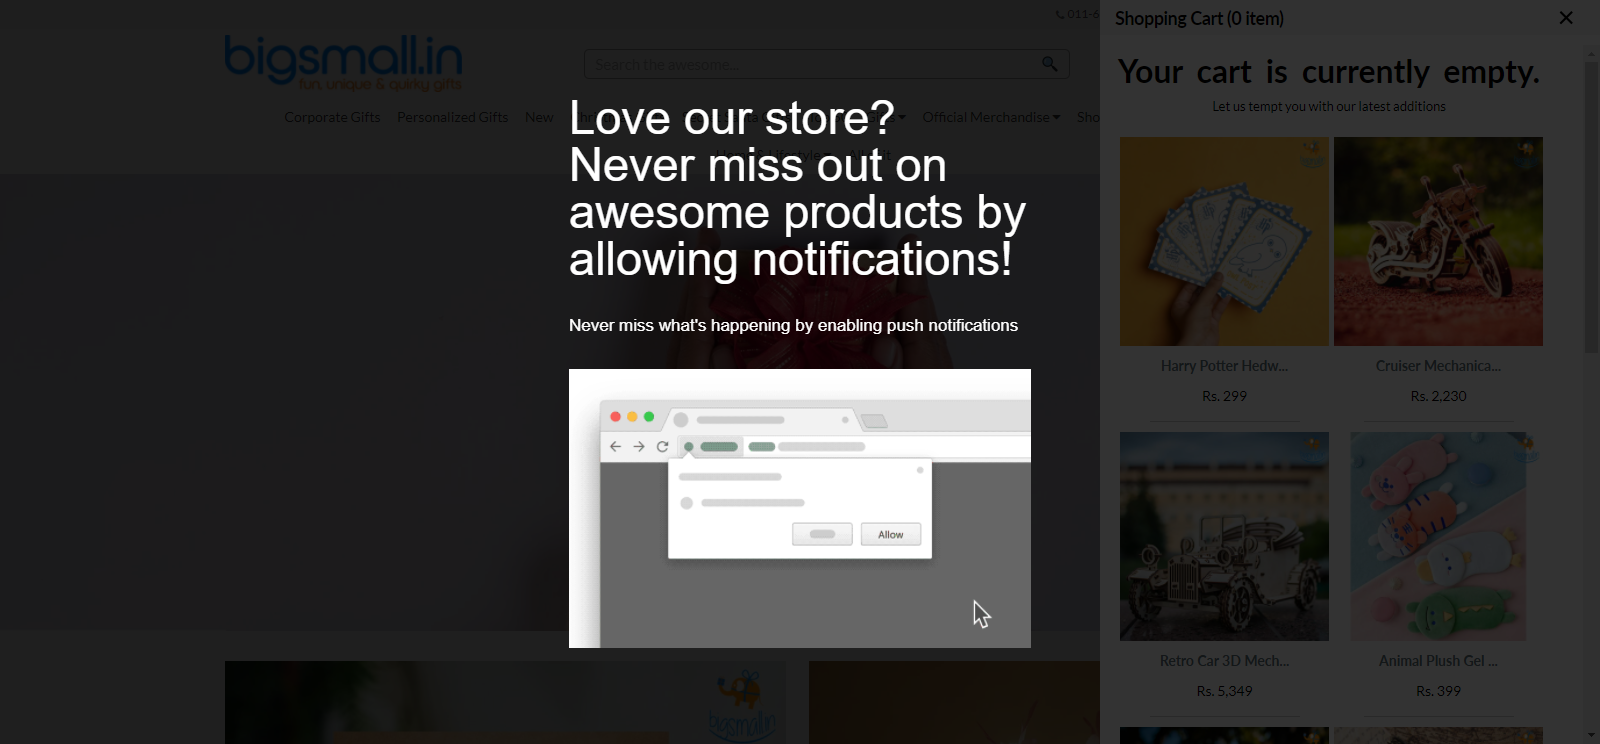 011-6
bigsmall.in
fun, unique & quirky gifts
Search the awesome...
Corporate Gifts
Personalized Gifts
New
Official Merchandise
Sho
Love our store?
Never miss out on
awesome products by
allowing notifications!
Never miss what's happening by enabling push notifications
Allow
Shopping Cart (0 item)
Your cart is currently empty.
Let us tempt you with our latest additions
Harry Potter Hedw...
Rs. 299
Cruiser Mechanica...
Rs. 2,230
Retro Car 3D Mech...
Rs. 5,349
Animal Plush Gel ...
Rs. 399
bigsmall.in